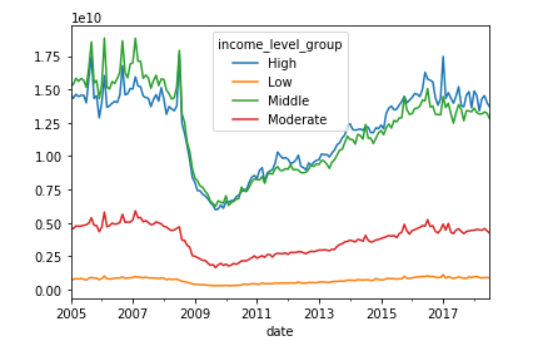 1e10
income_level_group
High
Low
Middle
Moderate
1.75
1.50
1.25
1.00
0.75
0.50
0.25
0.00
2005 2007 2009 2011 2013 2015 2017
date